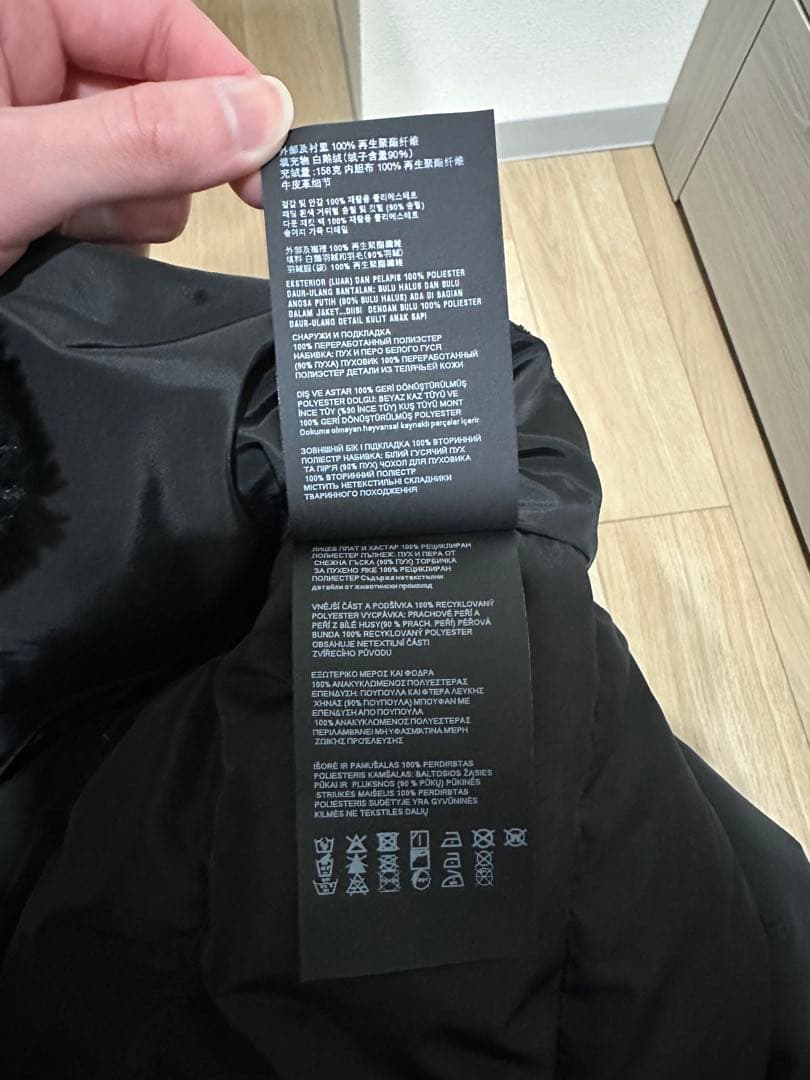 外部及衬里 100% 再生聚酯纤维
填充物 白鹅绒(绒子含量90%)
充绒量:158克 内胆布 100% 再生聚酯纤维
牛皮革细节
겉감 및 안감 100% 재활용 폴리에스테르
패딩 흰색 거위털 솜털 및 깃털 (90% 솜털)
다운 재킷 백 100% 재활용 폴리에스테르
송아지 가죽 디테일
外部及襯裡 100% 再生聚酯纖維
填料 白鵝羽絨和羽毛(90%羽絨)
羽絨服(袋) 100% 再生聚酯纖維
EKSTERIOR (LUAR) DAN PELAPIS 100% POLIESTER
DAUR-ULANG BANTALAN: BULU HALUS DAN BULU
ANGSA PUTIH (90% BULU HALUS) ADA DI BAGIAN
DALAM JAKET...DIISI DENGAN BULU 100% POLIESTER
DAUR-ULANG DETAIL KULIT ANAK SAPI
СНАРУЖИ И ПОДКЛАДКА
100% ПЕРЕРАБОТАННЫЙ ПОЛИЭСТЕР
НАБИВКА: ПУХ И ПЕРО БЕЛОГО ГУСЯ
(90% ПУХА) ПУХОВИК 100% ПЕРЕРАБОТАННЫЙ
ПОЛИЭСТЕР ДЕТАЛИ ИЗ ТЕЛЯЧЬЕЙ КОЖИ
DIŞ VE ASTAR 100% GERİ DÖNÜŞTÜRÜLMÜŞ
POLYESTER DOLGU: BEYAZ KAZ TÜYÜ VE
İNCE TÜY (%90 İNCE TÜY) KUŞ TÜYÜ MONT
100% GERİ DÖNÜŞTÜRÜLMÜŞ POLYESTER
Dokuma olmayan hayvansal kaynaklı parçalar içerir
ЗОВНІШНІЙ БІК І ПІДКЛАДКА 100% ВТОРИННИЙ
ПОЛІЕСТР НАБИВКА: БІЛИЙ ГУСЯЧИЙ ПУХ
ТА ПІР'Я (90% ПУХ) ЧОХОЛ ДЛЯ ПУХОВИКА
100% ВТОРИННИЙ ПОЛІЕСТР
МІСТИТЬ НЕТЕКСТИЛЬНІ СКЛАДНИКИ
ТВАРИННОГО ПОХОДЖЕННЯ
ЛИЦЕВ ПЛАТ И ХАСТАР 100% РЕЦИКЛИРАН
ПОЛИЕСТЕР ПЪЛНЕЖ: ПУХ И ПЕРА ОТ
СНЕЖНА ГЪСКА (90% ПУХ) ТОРБИЧКА
ЗА ПУХЕНО ЯКЕ 100% РЕЦИКЛИРАН
ПОЛИЕСТЕР Съдържа нетекстилни
детайли от животински произход
VNĚJŠÍ ČÁST A PODŠÍVKA 100% RECYKLOVANÝ
POLYESTER VYCPÁVKA: PRACHOVÉ PEŘÍ A
PEŘÍ Z BÍLÉ HUSY(90 % PRACH. PEŘÍ) PÉŘOVÁ
BUNDA 100% RECYKLOVANÝ POLYESTER
OBSAHUJE NETEXTILNÍ ČÁSTI
ZVÍŘECÍHO PŮVODU
ΕΞΩΤΕΡΙΚΟ ΜΕΡΟΣ ΚΑΙ ΦΟΔΡΑ
100% ΑΝΑΚΥΚΛΩΜΕΝΟΣ ΠΟΛΥΕΣΤΕΡΑΣ
ΕΠΕΝΔΥΣΗ: ΠΟΥΠΟΥΛΑ ΚΑΙ ΦΤΕΡΑ ΛΕΥΚΗΣ
ΧΗΝΑΣ (90% ΠΟΥΠΟΥΛΑ) ΜΠΟΥΦΑΝ ΜΕ
ΕΠΕΝΔΥΣΗ ΑΠΟ ΠΟΥΠΟΥΛΑ
100% ΑΝΑΚΥΚΛΩΜΕΝΟΣ ΠΟΛΥΕΣΤΕΡΑΣ
ΠΕΡΙΛΑΜΒΑΝΕΙ ΜΗ ΥΦΑΣΜΑΤΙΝΑ ΜΕΡΗ
ΖΩΙΚΗΣ ΠΡΟΕΛΕΥΣΗΣ
IŠORĖ IR PAMUŠALAS 100% PERDIRBTAS
POLIESTERIS KAMŠALAS: BALTOSIOS ŽĄSIES
PŪKAI IR PLUKSNOS (90 % PŪKŲ) PŪKINĖS
STRIUKĖS MAIŠELIS 100% PERDIRBTAS
POLIESTERIS SUDĖTYJE YRA GYVŪNINĖS
KILMĖS NE TEKSTILĖS DALIŲ